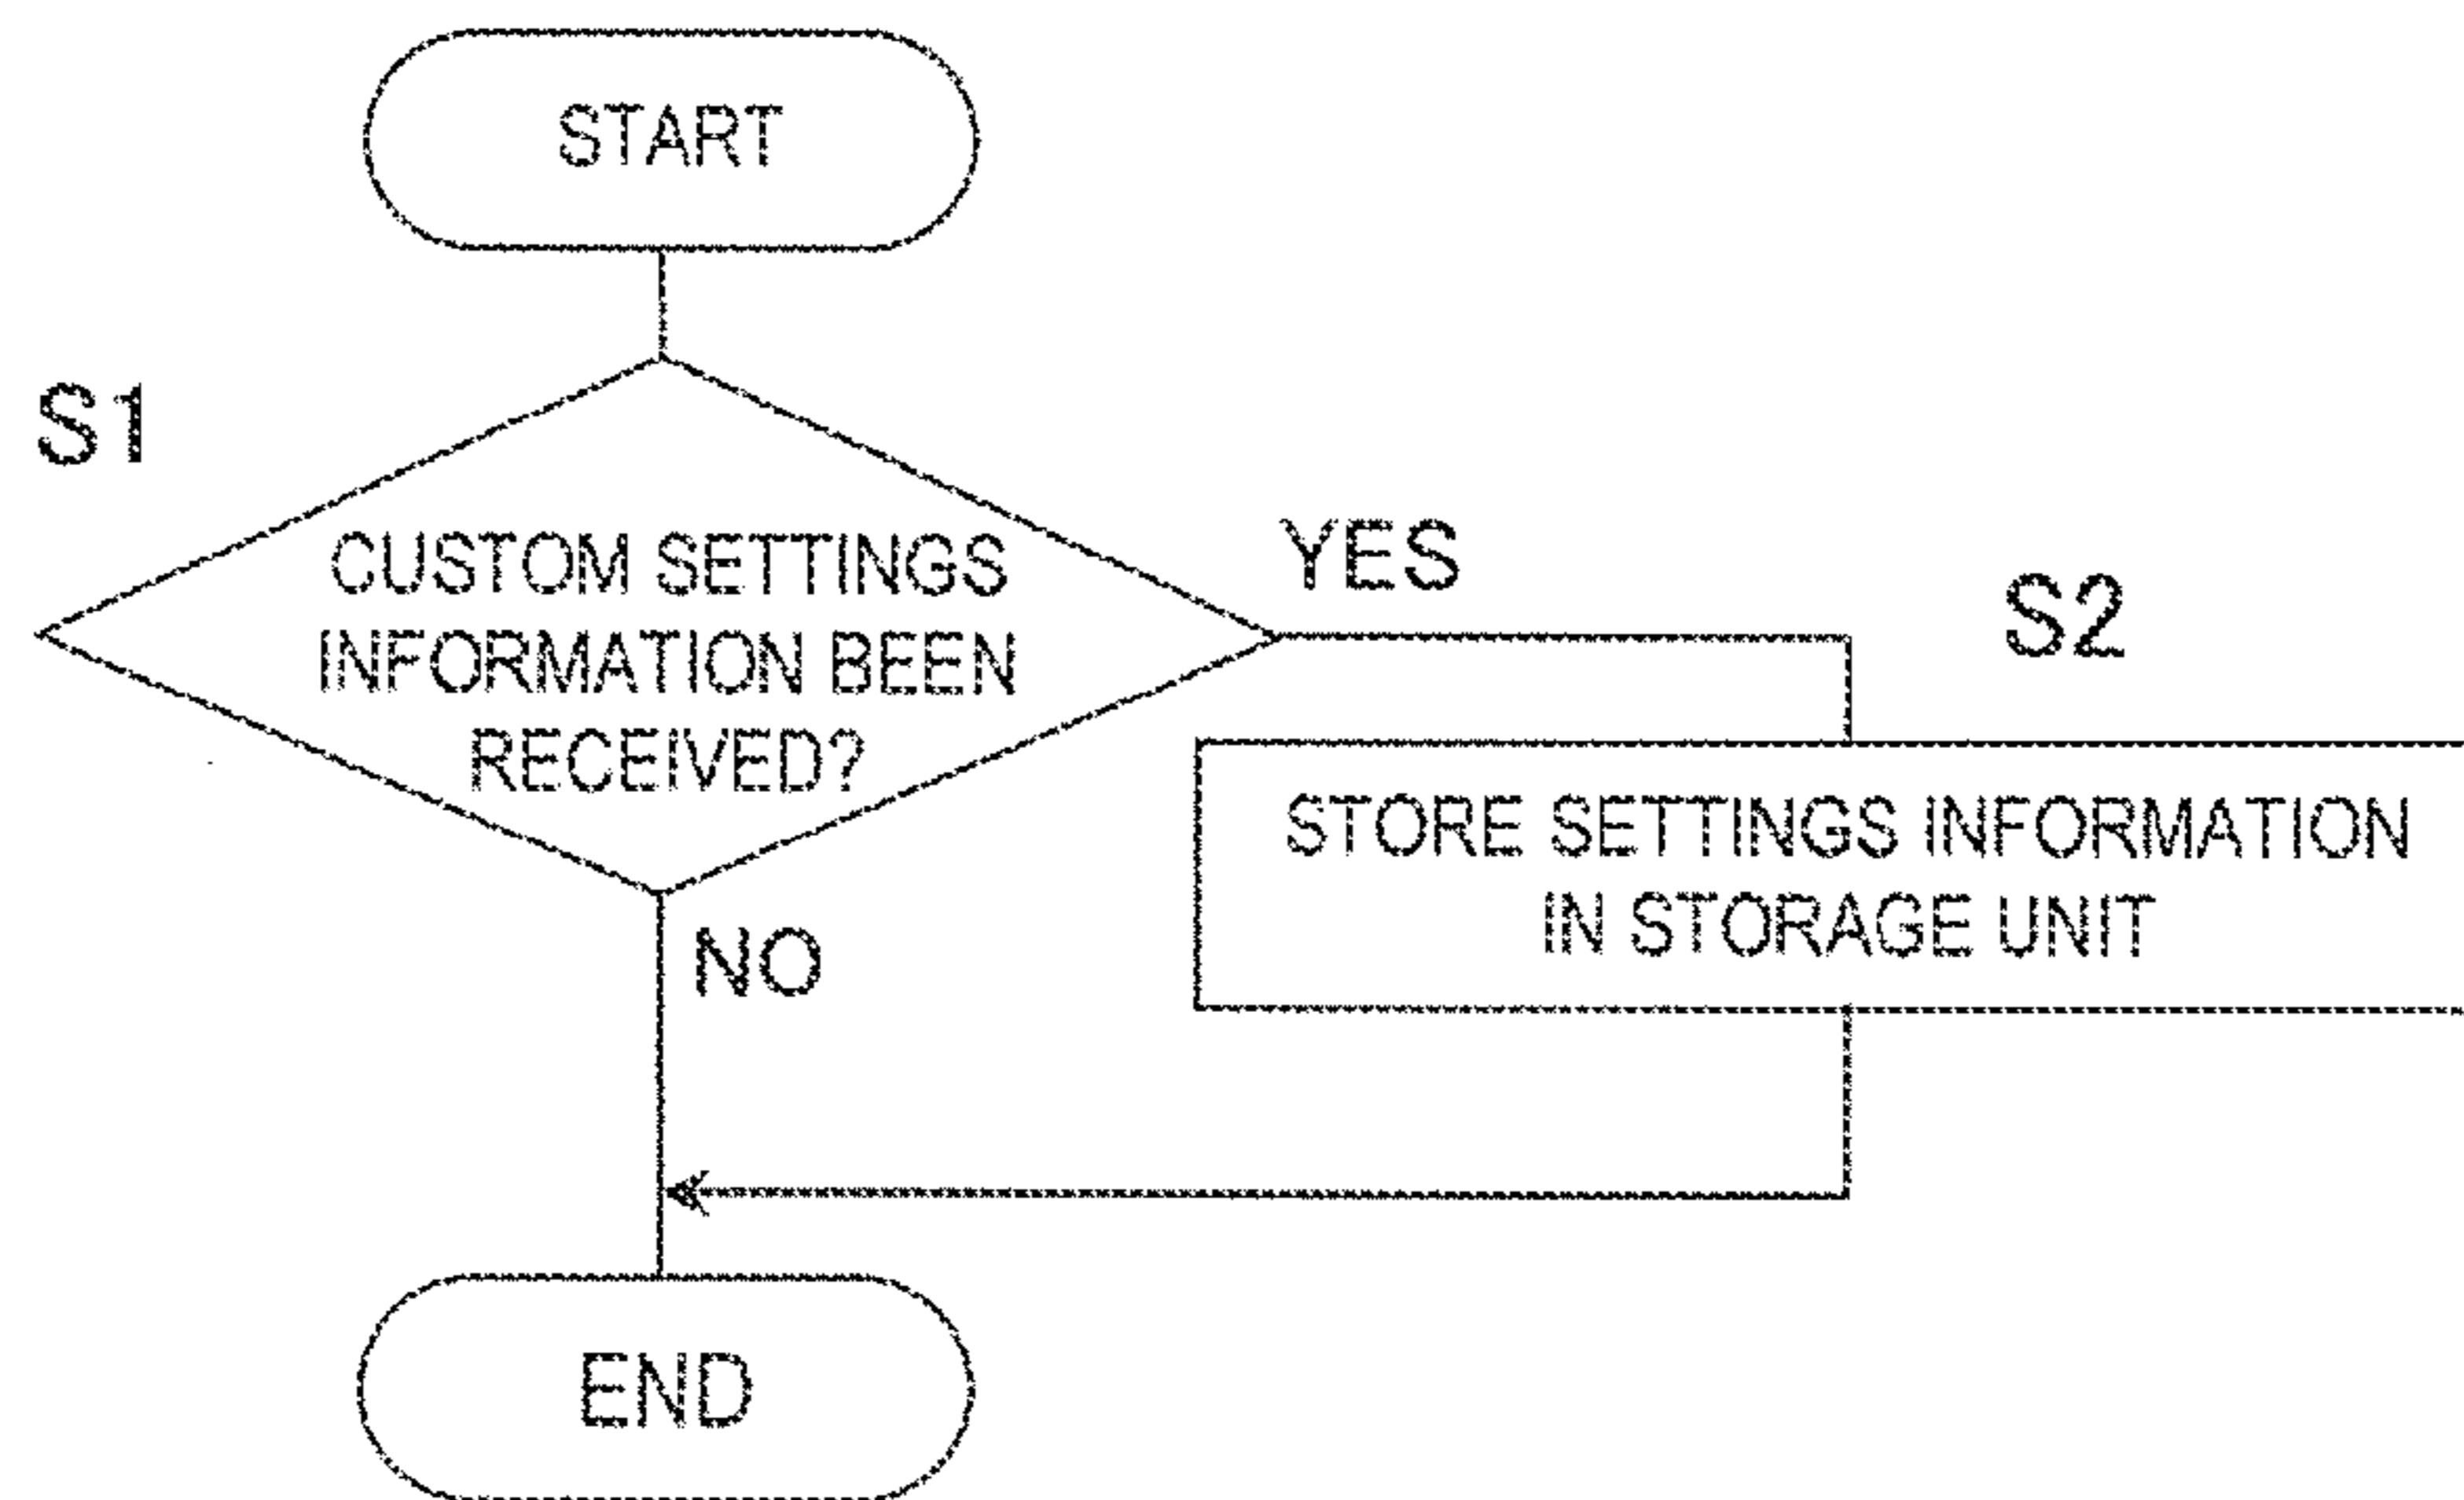 START
S1
CUSTOM SETTINGS
INFORMATION BEEN
RECEIVED?
YES
S2
STORE SETTINGS INFORMATION
IN STORAGE UNIT
NO
END